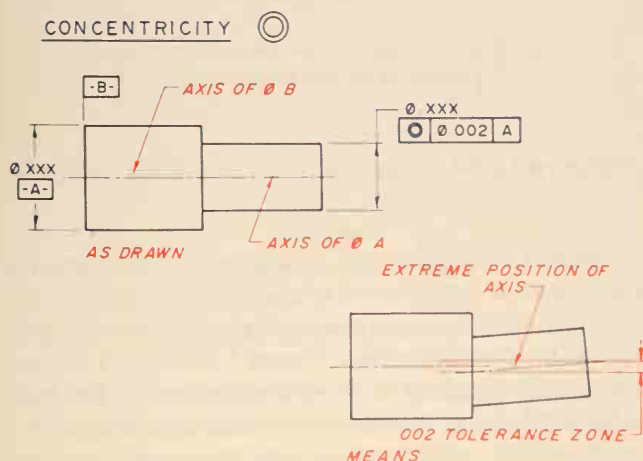 CONCENTRICITY ◎
-B-
AXIS OF Ø B
Ø XXX
◎ Ø 002 A
Ø XXX
-A-
AXIS OF Ø A
AS DRAWN
EXTREME POSITION OF
AXIS
002 TOLERANCE ZONE
MEANS